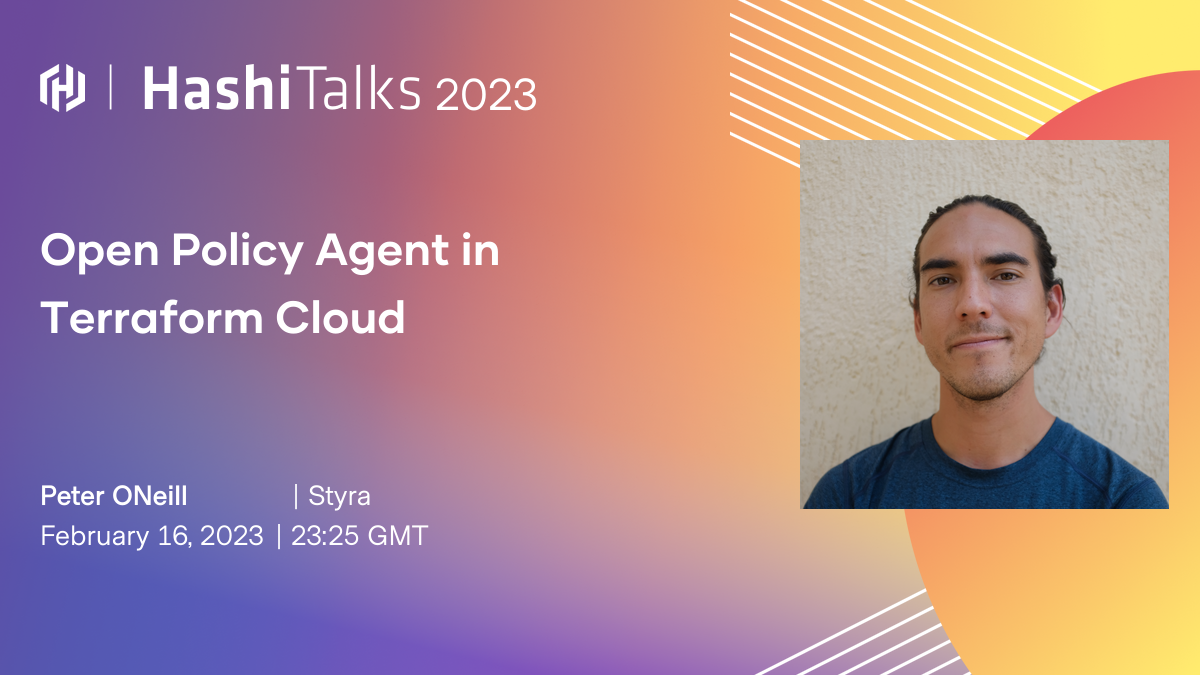 HashiTalks 2023
Open Policy Agent in
Terraform Cloud
Peter ONeill | Styra
February 16, 2023 | 23:25 GMT